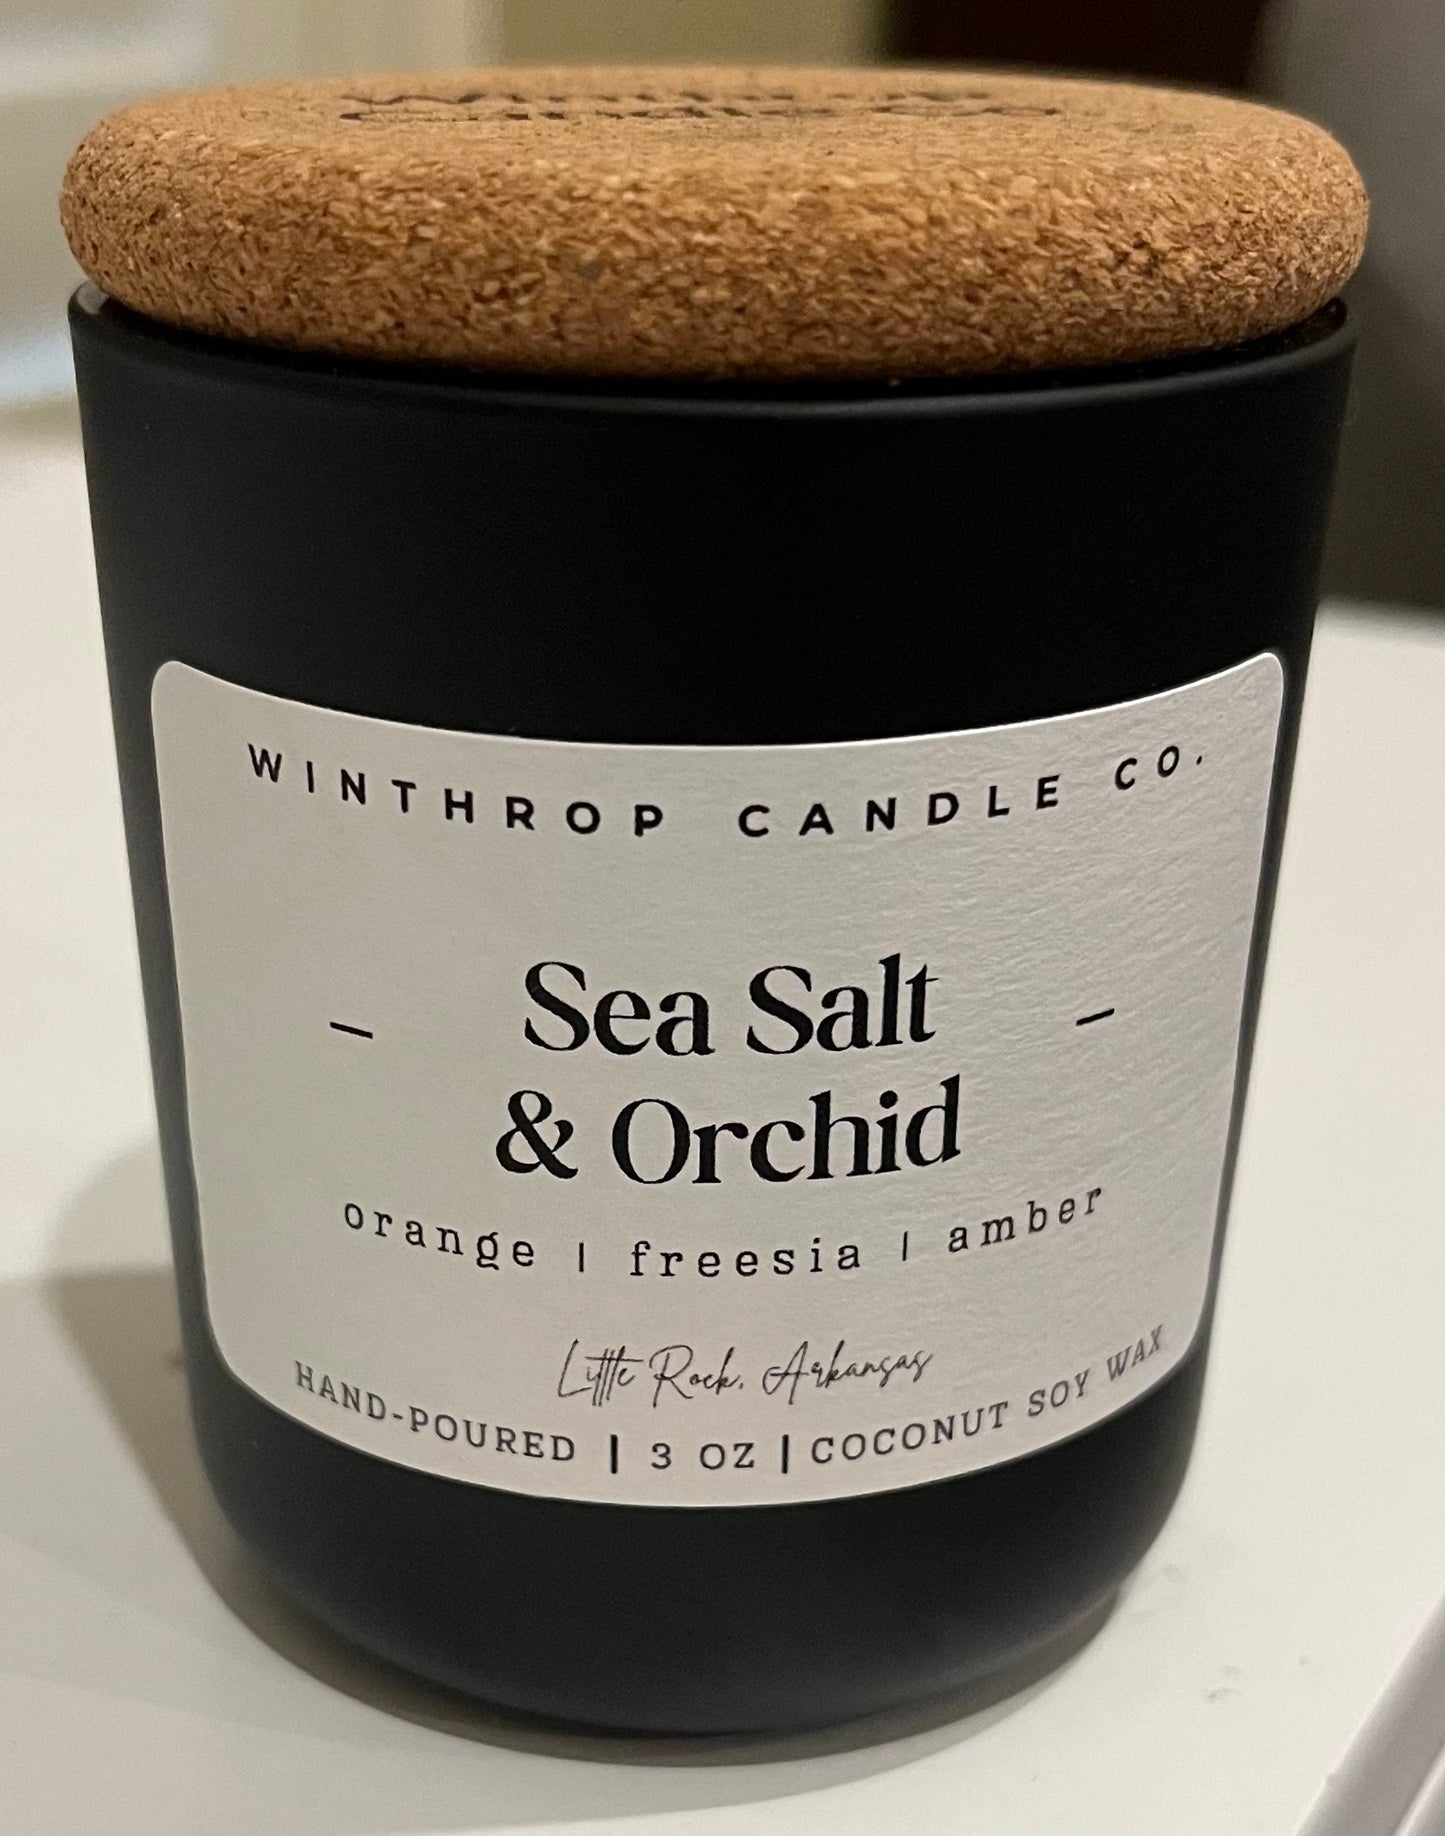 WINTHROP CANDLE CO.
– Sea Salt –
& Orchid
orange | freesia | amber
Little Rock, Arkansas
HAND-POURED | 3 OZ | COCONUT SOY WAX